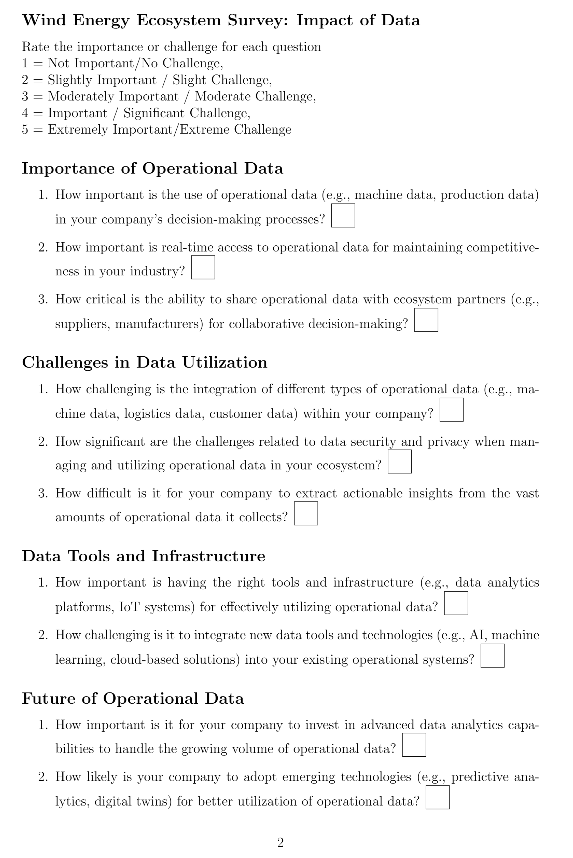 Wind Energy Ecosystem Survey: Impact of Data
Rate the importance or challenge for each question
1 = Not Important/No Challenge,
2 = Slightly Important / Slight Challenge,
3 = Moderately Important / Moderate Challenge,
4 = Important / Significant Challenge,
5 = Extremely Important/Extreme Challenge
Importance of Operational Data
1. How important is the use of operational data (e.g., machine data, production data)
in your company's decision-making processes?
2. How important is real-time access to operational data for maintaining competitive-
ness in your industry?
3. How critical is the ability to share operational data with ecosystem partners (e.g.,
suppliers, manufacturers) for collaborative decision-making?
Challenges in Data Utilization
1. How challenging is the integration of different types of operational data (e.g., ma-
chine data, logistics data, customer data) within your company?
2. How significant are the challenges related to data security and privacy when man-
aging and utilizing operational data in your ecosystem?
3. How difficult is it for your company to extract actionable insights from the vast
amounts of operational data it collects?
Data Tools and Infrastructure
1. How important is having the right tools and infrastructure (e.g., data analytics
platforms, IoT systems) for effectively utilizing operational data?
2. How challenging is it to integrate new data tools and technologies (e.g., AI, machine
learning, cloud-based solutions) into your existing operational systems?
Future of Operational Data
1. How important is it for your company to invest in advanced data analytics capa-
bilities to handle the growing volume of operational data?
2. How likely is your company to adopt emerging technologies (e.g., predictive ana-
lytics, digital twins) for better utilization of operational data?
2